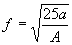 f = √(25a/A)